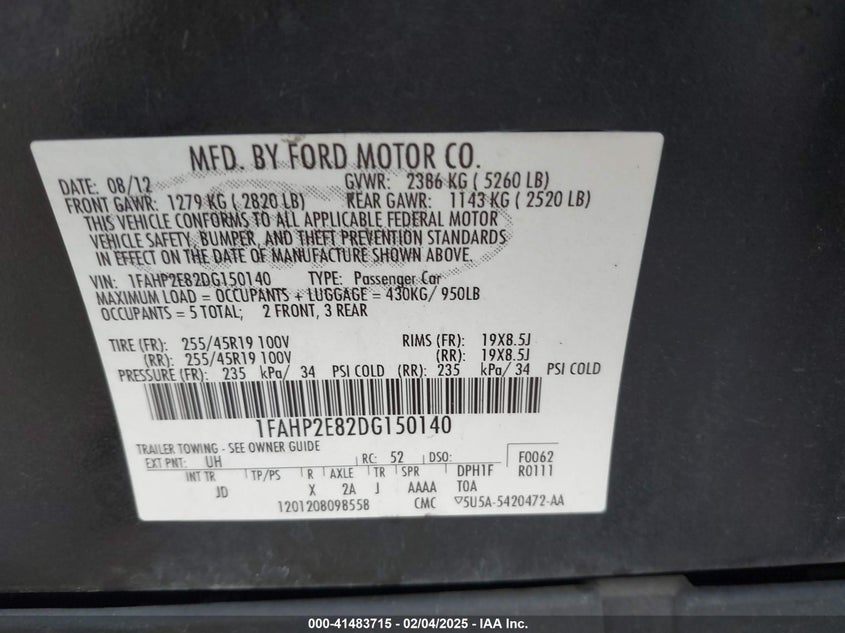 MFD. BY FORD MOTOR CO.
DATE: 08/12 GVWR: 2386 KG ( 5260 LB)
FRONT GAWR: 1279 KG ( 2820 LB) REAR GAWR: 1143 KG ( 2520 LB)
THIS VEHICLE CONFORMS TO ALL APPLICABLE FEDERAL MOTOR
VEHICLE SAFETY, BUMPER, AND THEFT PREVENTION STANDARDS
IN EFFECT ON THE DATE OF MANUFACTURE SHOWN ABOVE.
VIN: 1FAHP2E82DG150140 TYPE: Passenger Car
MAXIMUM LOAD = OCCUPANTS + LUGGAGE = 430KG/ 950LB
OCCUPANTS = 5 TOTAL; 2 FRONT, 3 REAR
TIRE (FR): 255/45R19 100V RIMS (FR): 19X8.5J
(RR): 255/45R19 100V (RR): 19X8.5J
PRESSURE (FR): 235 kPa/ 34 PSI COLD (RR): 235 kPa/ 34 PSI COLD
1FAHP2E82DG150140
TRAILER TOWING - SEE OWNER GUIDE
EXT PNT: UH RC: 52 DSO: F0062
INT TR TP/PS R AXLE TR SPR DPH1F R0111
JD X 2A J AAAA TOA
1201208098558 CMC ▽5U5A-5420472-AA
000-41483715 - 02/04/2025 - IAA Inc.